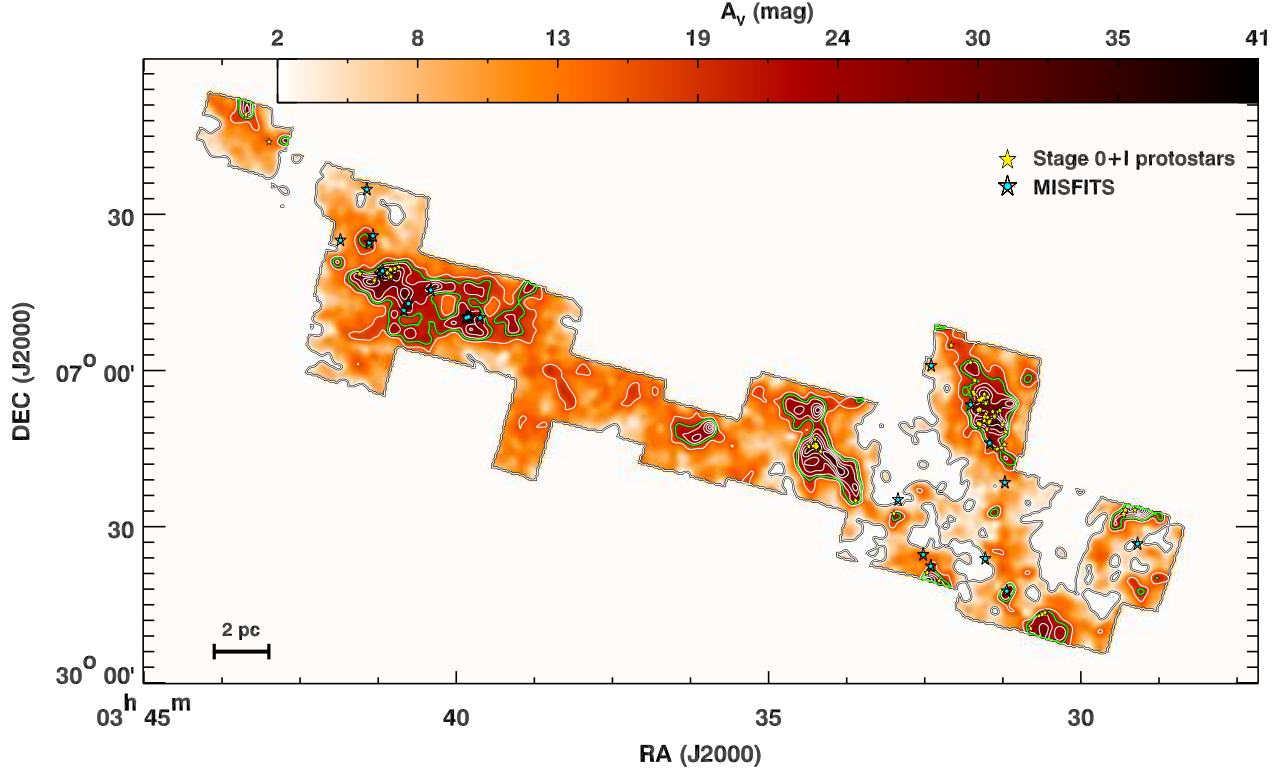 A_V (mag)
2 8 13 19 24 30 35 41
Stage 0+I protostars
MISFITS
30
07° 00'
30
30° 00'
DEC (J2000)
2 pc
03ʰ 45ᵐ 40 35 30
RA (J2000)